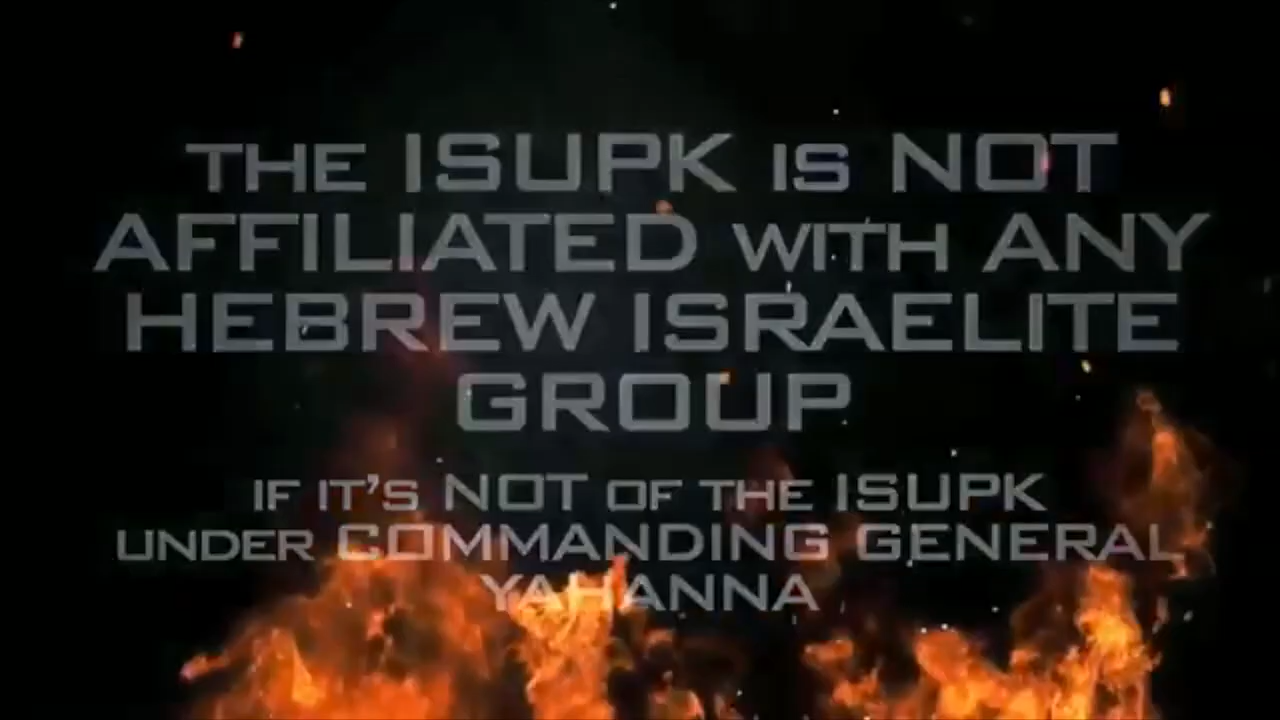 THE ISUPK IS NOT
AFFILIATED WITH ANY
HEBREW ISRAELITE
GROUP
IF IT'S NOT OF THE ISUPK
UNDER COMMANDING GENERAL
YAHANNA